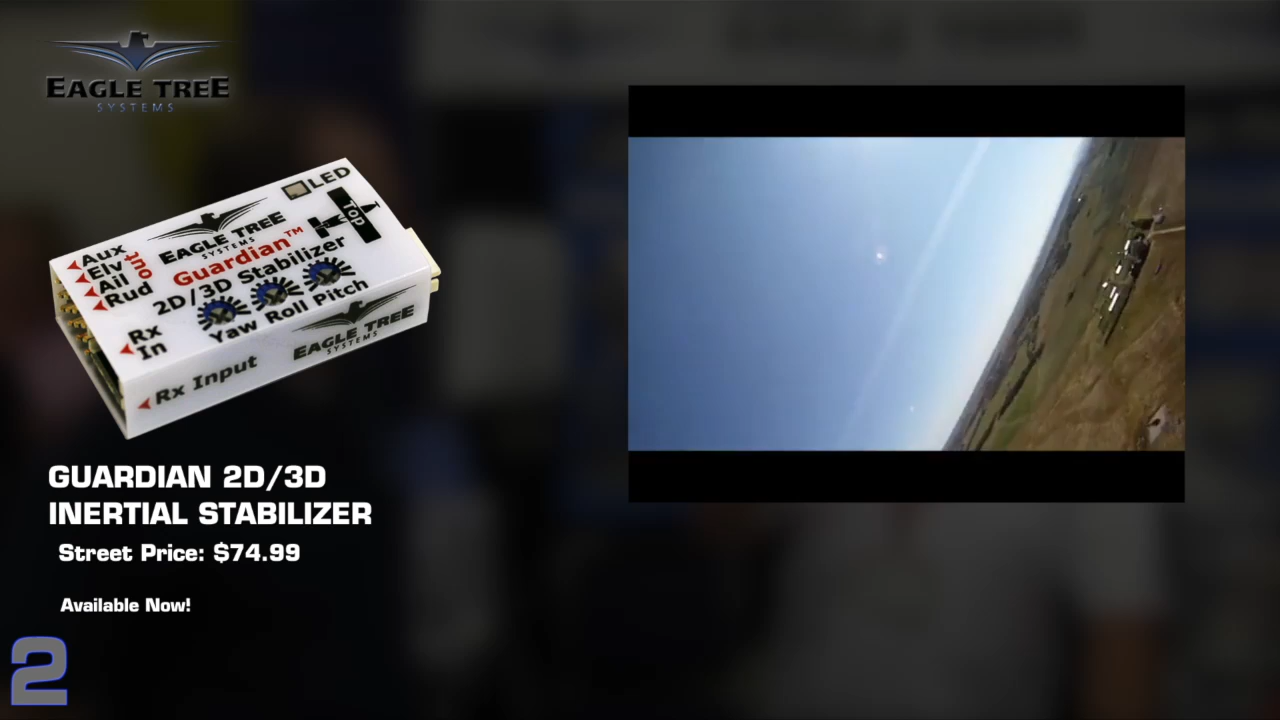 EAGLE TREE
SYSTEMS
LED
Top
EAGLE TREE
SYSTEMS
Guardian™
2D/3D Stabilizer
Yaw Roll Pitch
Aux
Elv
Ail
Rud
out
Rx
In
Rx Input
EAGLE TREE
SYSTEMS
GUARDIAN 2D/3D
INERTIAL STABILIZER
Street Price: $74.99
Available Now!
2